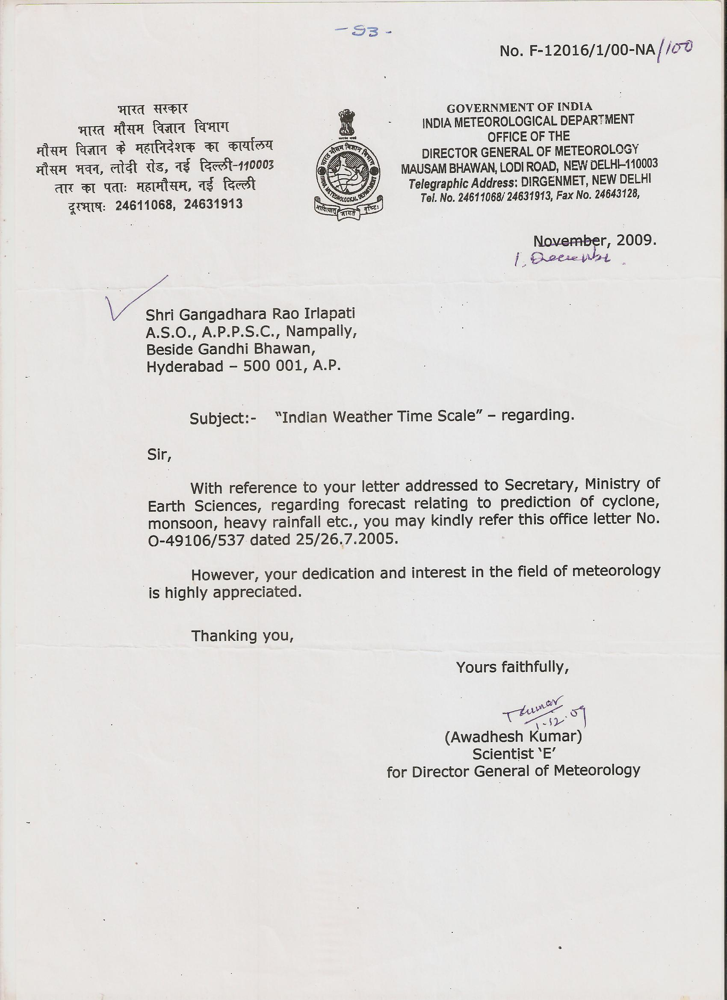 - 93 -
No. F-12016/1/00-NA/100
भारत सरकार
भारत मौसम विज्ञान विभाग
मौसम विज्ञान के महानिदेशक का कार्यालय
मौसम भवन, लोदी रोड, नई दिल्ली-110003
तार का पताः महामौसम, नई दिल्ली
दूरभाषः 24611068, 24631913
भारत मौसम विज्ञान विभाग
INDIA METEOROLOGICAL DEPARTMENT
आदित्यात् जायते वृष्टिः
GOVERNMENT OF INDIA
INDIA METEOROLOGICAL DEPARTMENT
OFFICE OF THE
DIRECTOR GENERAL OF METEOROLOGY
MAUSAM BHAWAN, LODI ROAD, NEW DELHI-110003
Telegraphic Address: DIRGENMET, NEW DELHI
Tel. No. 24611068/ 24631913, Fax No. 24643128,
November, 2009.
1. December
Shri Gangadhara Rao Irlapati
A.S.O., A.P.P.S.C., Nampally,
Beside Gandhi Bhawan,
Hyderabad – 500 001, A.P.
Subject:- "Indian Weather Time Scale" – regarding.
Sir,
With reference to your letter addressed to Secretary, Ministry of
Earth Sciences, regarding forecast relating to prediction of cyclone,
monsoon, heavy rainfall etc., you may kindly refer this office letter No.
O-49106/537 dated 25/26.7.2005.
However, your dedication and interest in the field of meteorology
is highly appreciated.
Thanking you,
Yours faithfully,
Kumar
1-12.09
(Awadhesh Kumar)
Scientist 'E'
for Director General of Meteorology